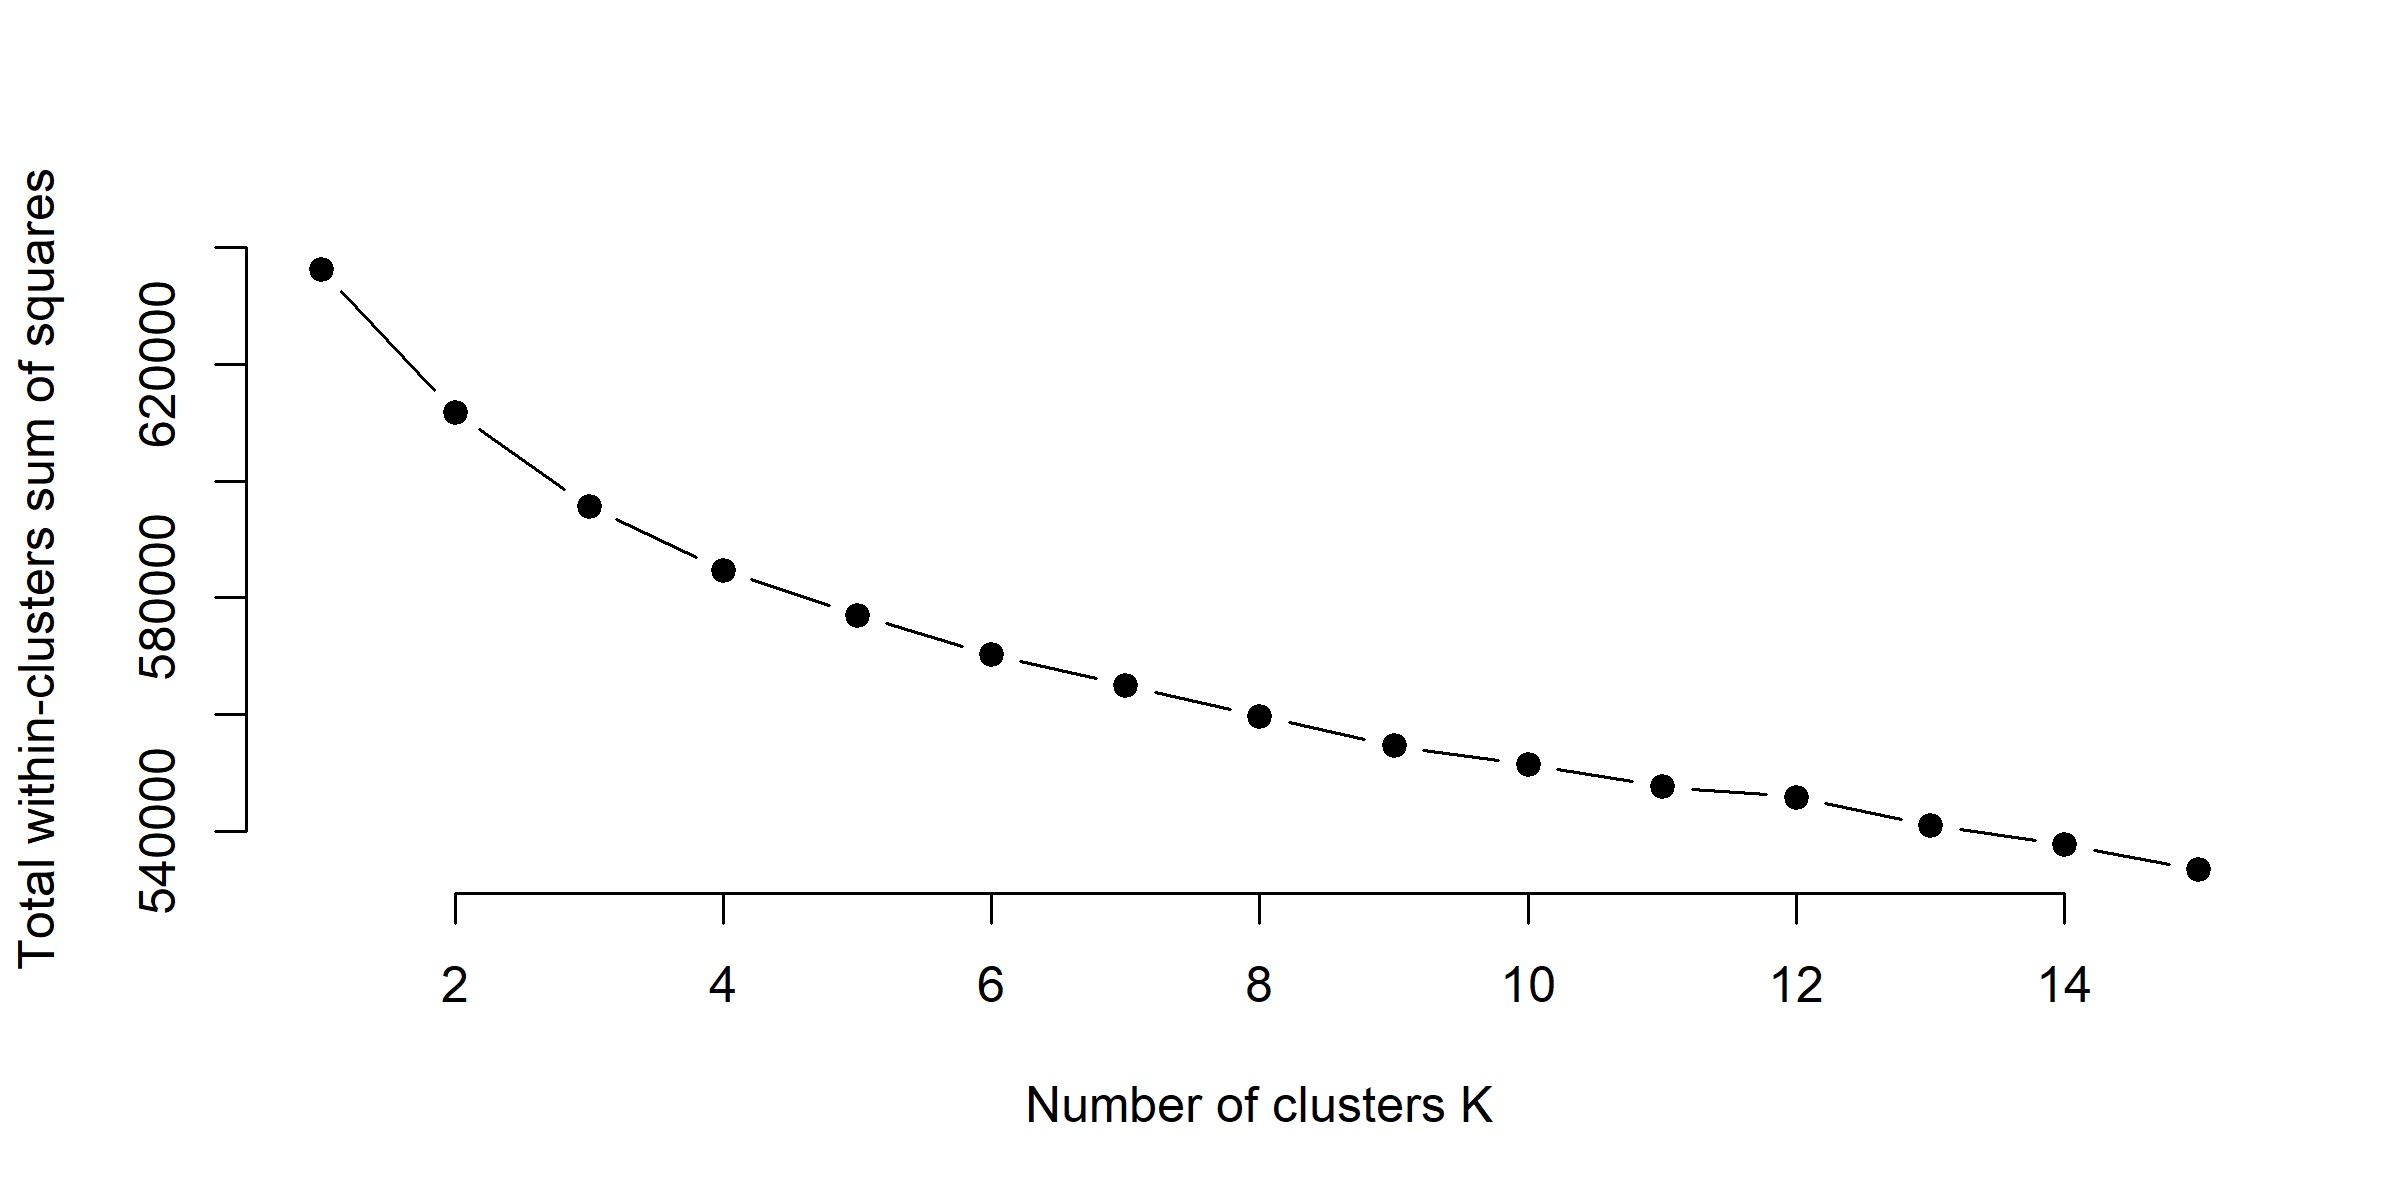 Total within-clusters sum of squares
620000
580000
540000
2 4 6 8 10 12 14
Number of clusters K